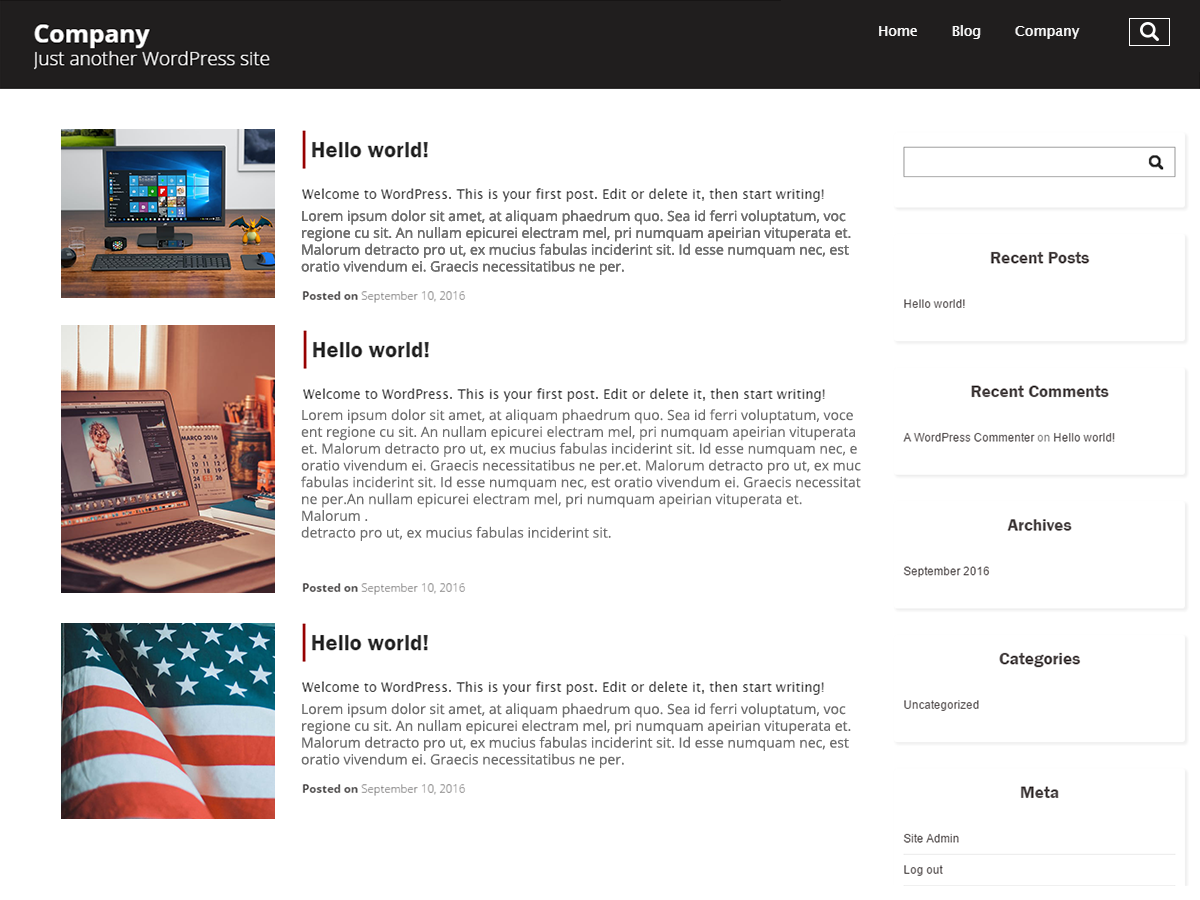 Company
Just another WordPress site
Home Blog Company
Hello world!
Welcome to WordPress. This is your first post. Edit or delete it, then start writing!
Lorem ipsum dolor sit amet, at aliquam phaedrum quo. Sea id ferri voluptatum, voc
regione cu sit. An nullam epicurei electram mel, pri numquam apeirian vituperata et.
Malorum detracto pro ut, ex mucius fabulas inciderint sit. Id esse numquam nec, est
oratio vivendum ei. Graecis necessitatibus ne per.
Posted on September 10, 2016
MARÇO 2016
Hello world!
Welcome to WordPress. This is your first post. Edit or delete it, then start writing!
Lorem ipsum dolor sit amet, at aliquam phaedrum quo. Sea id ferri voluptatum, voce
ent regione cu sit. An nullam epicurei electram mel, pri numquam apeirian vituperata
et. Malorum detracto pro ut, ex mucius fabulas inciderint sit. Id esse numquam nec, e
oratio vivendum ei. Graecis necessitatibus ne per.et. Malorum detracto pro ut, ex muc
fabulas inciderint sit. Id esse numquam nec, est oratio vivendum ei. Graecis necessitat
ne per.An nullam epicurei electram mel, pri numquam apeirian vituperata et.
Malorum .
detracto pro ut, ex mucius fabulas inciderint sit.
Posted on September 10, 2016
Hello world!
Welcome to WordPress. This is your first post. Edit or delete it, then start writing!
Lorem ipsum dolor sit amet, at aliquam phaedrum quo. Sea id ferri voluptatum, voc
regione cu sit. An nullam epicurei electram mel, pri numquam apeirian vituperata et.
Malorum detracto pro ut, ex mucius fabulas inciderint sit. Id esse numquam nec, est
oratio vivendum ei. Graecis necessitatibus ne per.
Posted on September 10, 2016
Recent Posts
Hello world!
Recent Comments
A WordPress Commenter on Hello world!
Archives
September 2016
Categories
Uncategorized
Meta
Site Admin
Log out